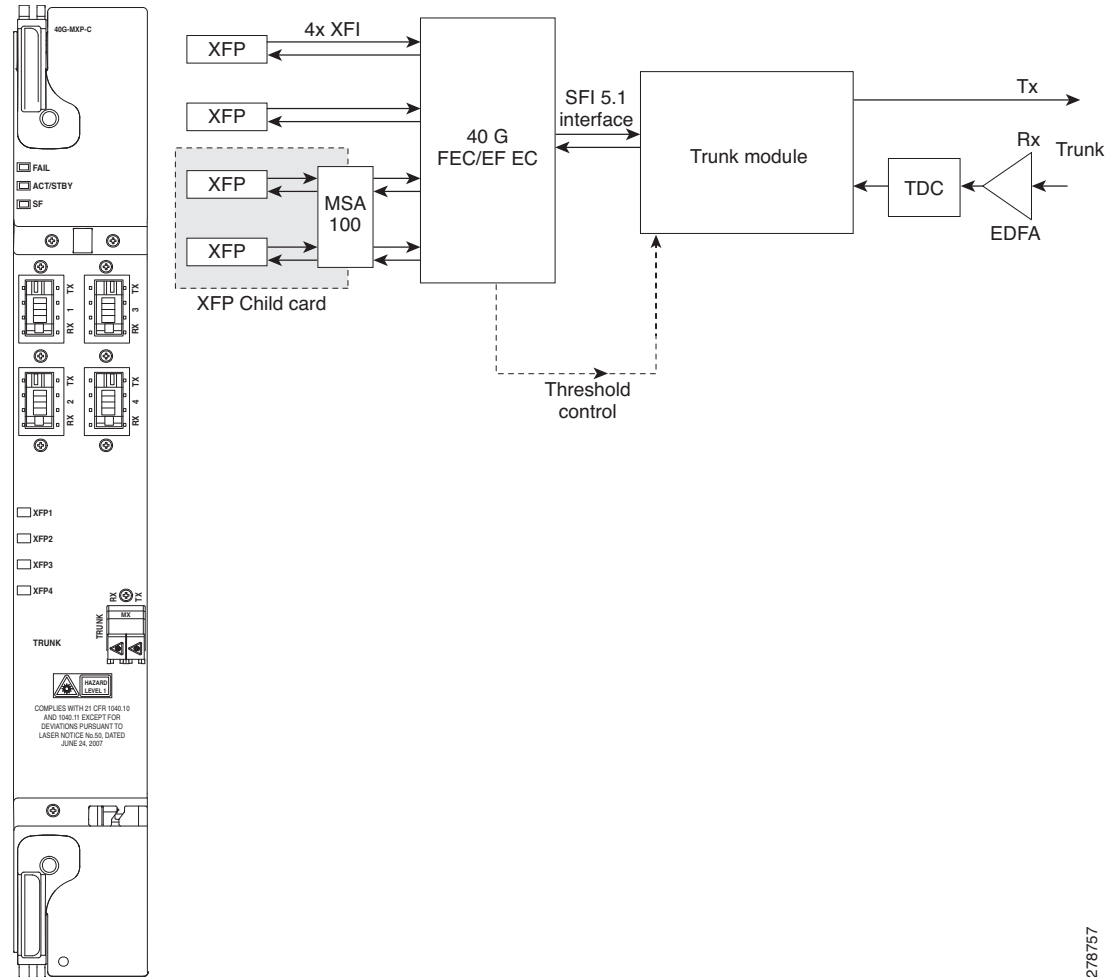 40G-MXP-C
FAIL
ACT/STBY
SF
TX
1
RX
TX
3
RX
TX
2
RX
TX
4
RX
XFP1
XFP2
XFP3
XFP4
RX
TX
TRUNK
MX
TRUNK
HAZARD
LEVEL 1
COMPLIES WITH 21 CFR 1040.10
AND 1040.11 EXCEPT FOR
DEVIATIONS PURSUANT TO
LASER NOTICE No.50, DATED
JUNE 24, 2007
XFP
4x XFI
XFP
XFP
XFP
MSA
100
XFP Child card
40 G
FEC/EF EC
SFI 5.1
interface
Trunk module
Threshold
control
Tx
Rx
Trunk
TDC
EDFA
278757